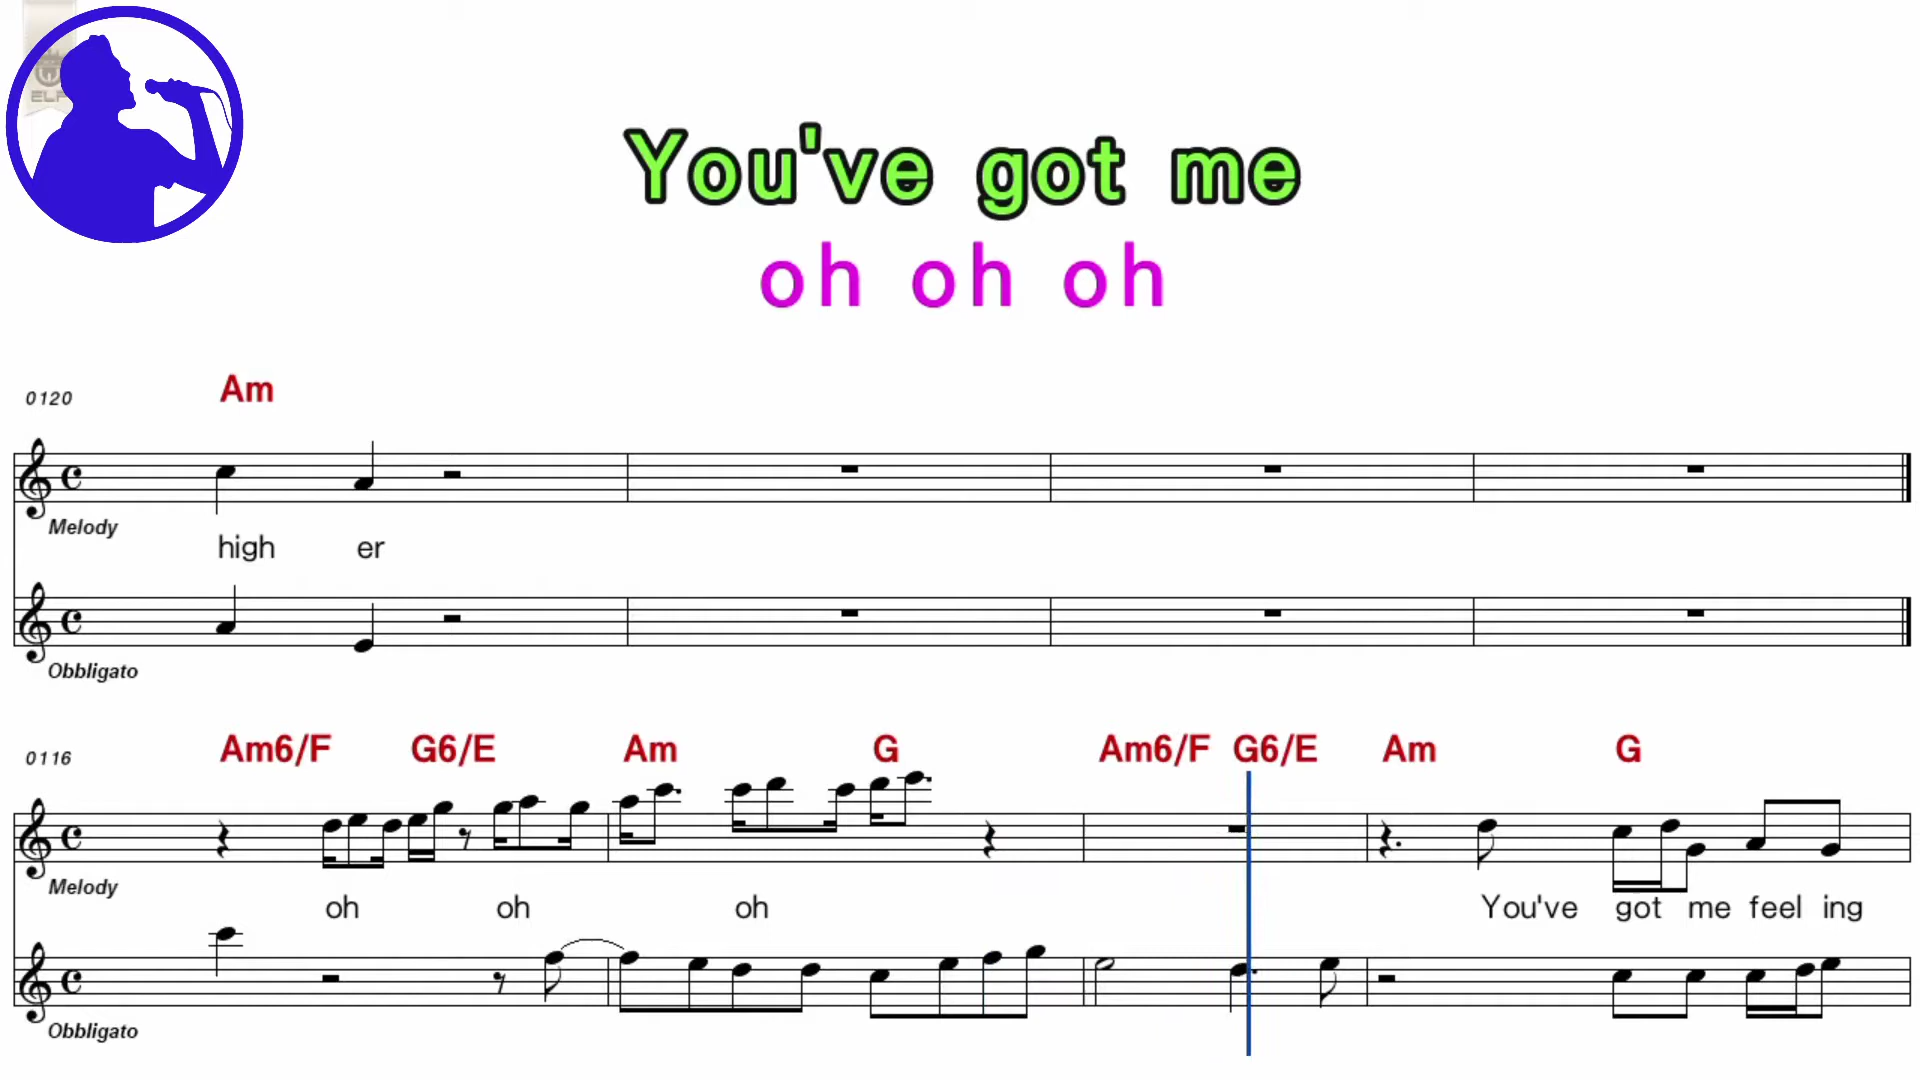 ELF
You've got me
oh oh oh
0120 Am
Melody
high er
Obbligato
0116 Am6/F G6/E Am G Am6/F G6/E Am G
Melody
oh oh oh You've got me feel ing
Obbligato